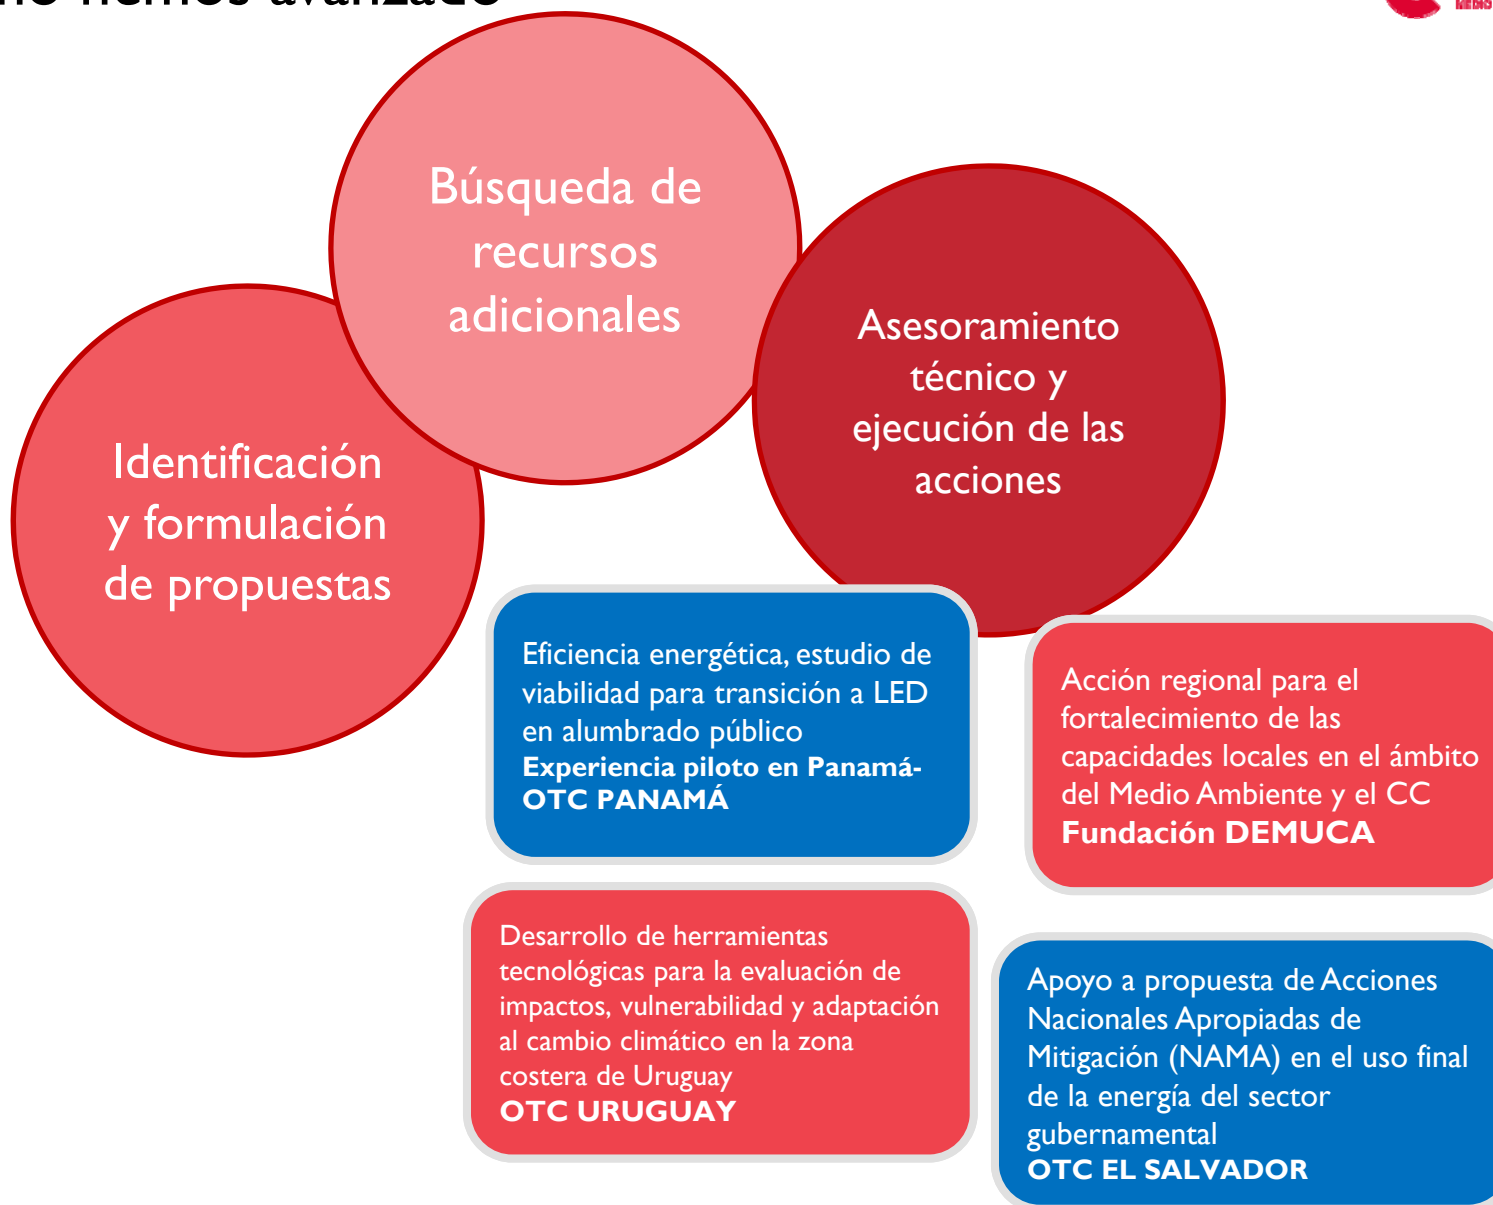 hemos avanzado
Búsqueda de
recursos
adicionales
Asesoramiento
técnico y
ejecución de las
acciones
Identificación
y formulación
de propuestas
Eficiencia energética, estudio de
viabilidad para transición a LED
en alumbrado público
Experiencia piloto en Panamá-
OTC PANAMÁ
Acción regional para el
fortalecimiento de las
capacidades locales en el ámbito
del Medio Ambiente y el CC
Fundación DEMUCA
Desarrollo de herramientas
tecnológicas para la evaluación de
impactos, vulnerabilidad y adaptación
al cambio climático en la zona
costera de Uruguay
OTC URUGUAY
Apoyo a propuesta de Acciones
Nacionales Apropiadas de
Mitigación (NAMA) en el uso final
de la energía del sector
gubernamental
OTC EL SALVADOR